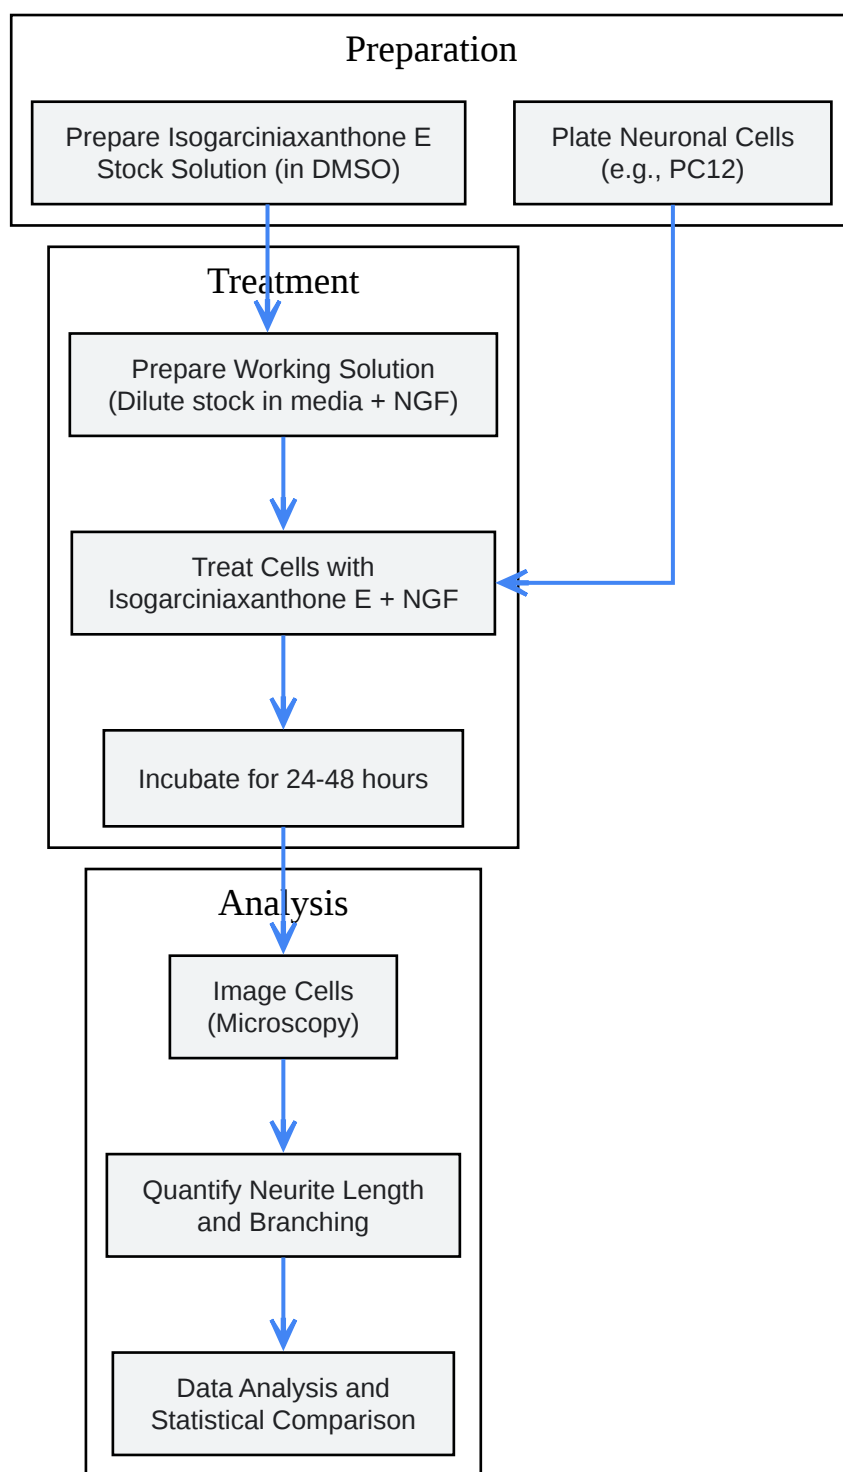 Preparation
Prepare Isogarciniaxanthone E
Stock Solution (in DMSO)
Plate Neuronal Cells
(e.g., PC12)
Treatment
Prepare Working Solution
(Dilute stock in media + NGF)
Treat Cells with
Isogarciniaxanthone E + NGF
Incubate for 24-48 hours
Analysis
Image Cells
(Microscopy)
Quantify Neurite Length
and Branching
Data Analysis and
Statistical Comparison